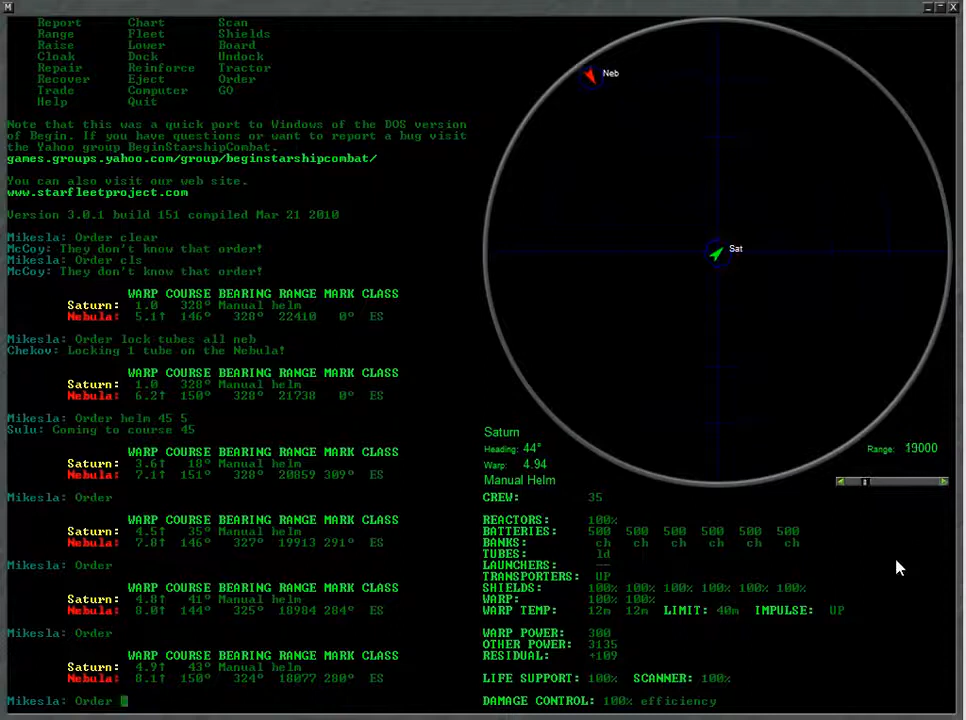 M
Report Chart Scan
Range Fleet Shields
Raise Lower Board
Cloak Dock Undock
Repair Reinforce Tractor
Recover Eject Order
Trade Computer GO
Help Quit
Note that this was a quick port to Windows of the DOS version
of Begin. If you have questions or want to report a bug visit
the Yahoo group BeginStarshipCombat.
games.groups.yahoo.com/group/beginstarshipcombat/
You can also visit our web site.
www.starfleetproject.com
Version 3.0.1 build 151 compiled Mar 21 2010
Mikesla: Order clear
McCoy: They don't know that order!
Mikesla: Order cls
McCoy: They don't know that order!
WARP COURSE BEARING RANGE MARK CLASS
Saturn: 1.0 328° Manual helm
Nebula: 5.1↑ 146° 328° 22410 0° ES
Mikesla: Order lock tubes all neb
Chekov: Locking 1 tube on the Nebula!
WARP COURSE BEARING RANGE MARK CLASS
Saturn: 1.0 328° Manual helm
Nebula: 6.2↑ 150° 328° 21738 0° ES
Mikesla: Order helm 45 5
Sulu: Coming to course 45
WARP COURSE BEARING RANGE MARK CLASS
Saturn: 3.6↑ 18° Manual helm
Nebula: 7.1↑ 151° 328° 20859 309° ES
Mikesla: Order
WARP COURSE BEARING RANGE MARK CLASS
Saturn: 4.5↑ 35° Manual helm
Nebula: 7.8↑ 146° 327° 19913 291° ES
Mikesla: Order
WARP COURSE BEARING RANGE MARK CLASS
Saturn: 4.8↑ 41° Manual helm
Nebula: 8.0↑ 144° 325° 18984 284° ES
Mikesla: Order
WARP COURSE BEARING RANGE MARK CLASS
Saturn: 4.9↑ 43° Manual helm
Nebula: 8.1↑ 150° 324° 18077 280° ES
Mikesla: Order
Neb
Sat
Saturn
Heading: 44°
Warp: 4.94
Manual Helm
Range: 19000
CREW: 35
REACTORS: 100%
BATTERIES: 500 500 500 500 500 500
BANKS: ch ch ch ch ch ch
TUBES: ld
LAUNCHERS: ——
TRANSPORTERS: UP
SHIELDS: 100% 100% 100% 100% 100% 100%
WARP: 100% 100%
WARP TEMP: 12m 12m LIMIT: 40m IMPULSE: UP
WARP POWER: 300
OTHER POWER: 3135
RESIDUAL: +109
LIFE SUPPORT: 100% SCANNER: 100%
DAMAGE CONTROL: 100% efficiency